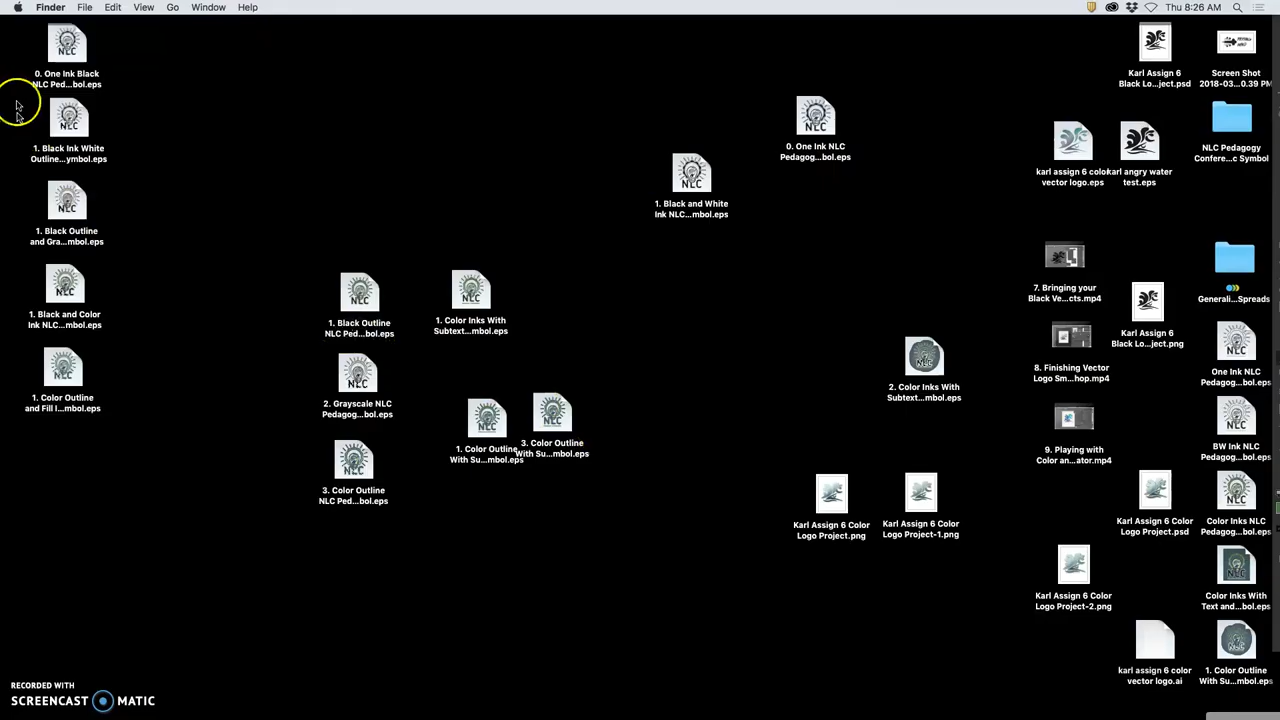 Finder File Edit View Go Window Help Thu 8:26 AM
0. One Ink Black
NLC Ped...bol.eps
1. Black Ink White
Outline...ymbol.eps
1. Black Outline
and Gra...mbol.eps
1. Black and Color
Ink NLC...mbol.eps
1. Color Outline
and Fill I...mbol.eps
1. Black Outline
NLC Ped...mbol.eps
2. Grayscale NLC
Pedagog...bol.eps
3. Color Outline
NLC Ped...bol.eps
1. Color Inks With
Subtext...mbol.eps
1. Color Outline
With Su...mbol.eps
3. Color Outline
With Su...mbol.eps
1. Black and White
Ink NLC...mbol.eps
0. One Ink NLC
Pedagog...bol.eps
2. Color Inks With
Subtext...mbol.eps
Karl Assign 6 Color
Logo Project.png
Karl Assign 6 Color
Logo Project-1.png
Karl Assign 6
Black Lo...ject.psd
Screen Shot
2018-03...0.39 PM
karl assign 6 color
vector logo.eps
karl angry water
test.eps
NLC Pedagogy
Conferee...c Symbol
7. Bringing your
Black Ve...cts.mp4
Karl Assign 6
Black Lo...ject.png
Generali...Spreads
8. Finishing Vector
Logo Sm...hop.mp4
One Ink NLC
Pedagog...bol.eps
9. Playing with
Color an...ator.mp4
BW Ink NLC
Pedagog...bol.eps
Karl Assign 6 Color
Logo Project.psd
Color Inks NLC
Pedagog...bol.eps
Karl Assign 6 Color
Logo Project-2.png
Color Inks With
Text and...bol.eps
karl assign 6 color
vector logo.ai
1. Color Outline
With Su...mbol.eps
NLC
NLC
NLC
NLC
NLC
NLC
NLC
NLC
NLC
NLC
RECORDED WITH
SCREENCAST MATIC